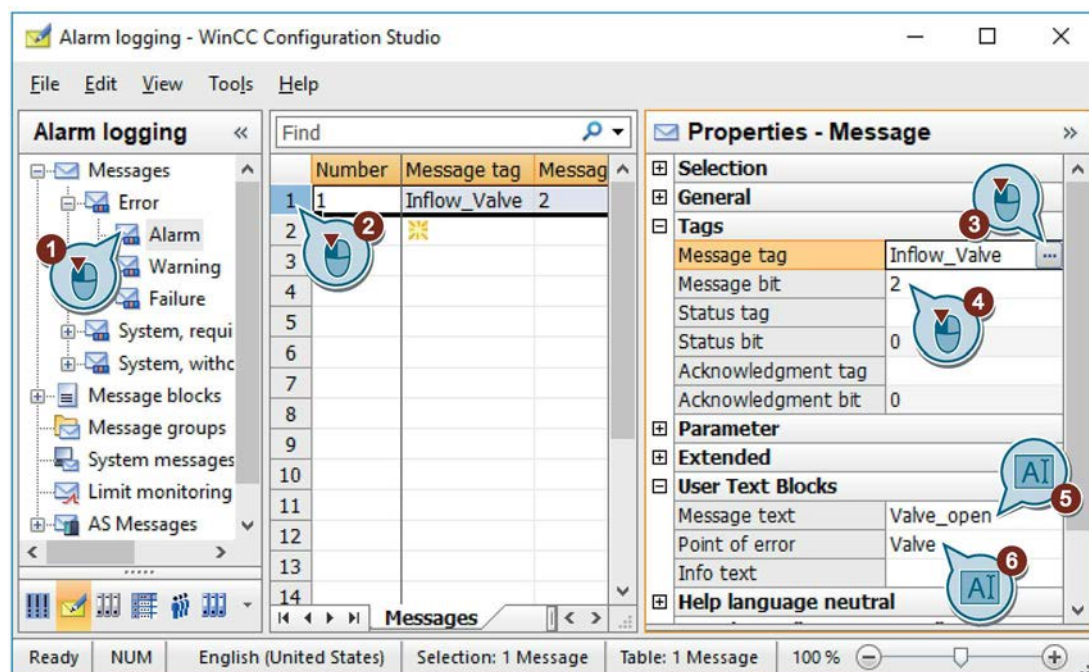 Alarm logging - WinCC Configuration Studio
File Edit View Tools Help
Alarm logging «
Messages
Error
Alarm
Warning
Failure
System, requi
System, withc
Message blocks
Message groups
System messages
Limit monitoring
AS Messages
1
Find
Number Message tag Messag
1 1 Inflow_Valve 2
2
3
4
5
6
7
8
9
10
11
12
13
14
2
Messages
Properties - Message »
Selection
General
Tags
3
Message tag Inflow_Valve ...
Message bit 2
4
Status tag
Status bit 0
Acknowledgment tag
Acknowledgment bit 0
Parameter
Extended
User Text Blocks
AI
5
Message text Valve_open
Point of error Valve
6
Info text
AI
Help language neutral
Ready NUM English (United States) Selection: 1 Message Table: 1 Message 100 %